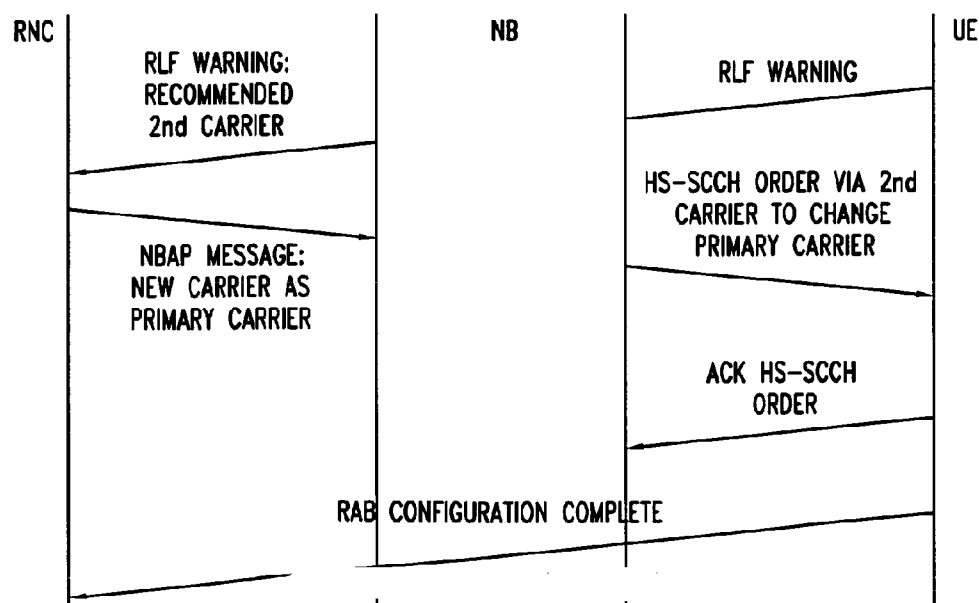 RNC
NB
UE
RLF WARNING:
RECOMMENDED
2nd CARRIER
RLF WARNING
HS-SCCH ORDER VIA 2nd
CARRIER TO CHANGE
PRIMARY CARRIER
NBAP MESSAGE:
NEW CARRIER AS
PRIMARY CARRIER
ACK HS-SCCH
ORDER
RAB CONFIGURATION COMPLETE